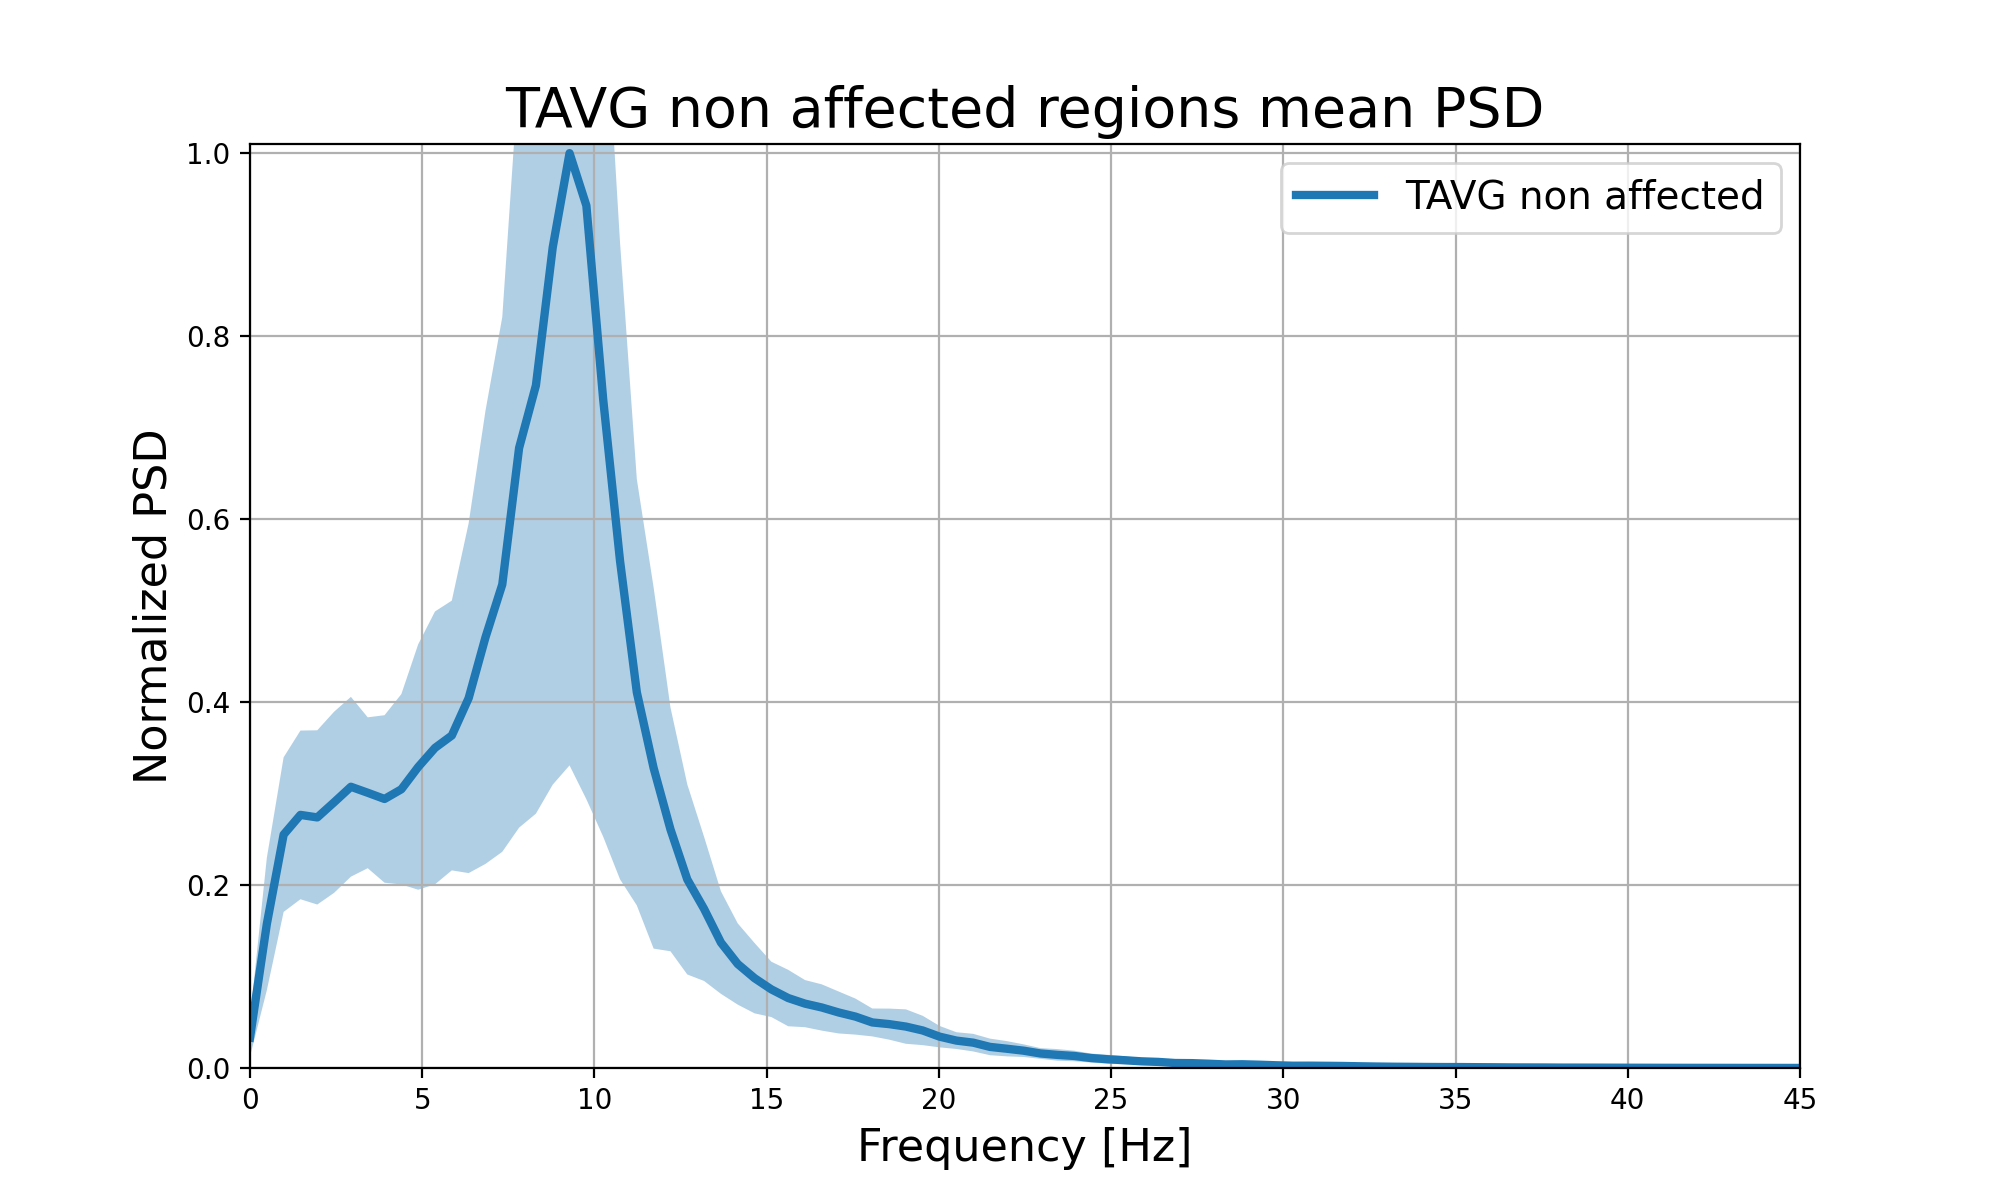 TAVG non affected regions mean PSD
TAVG non affected
Normalized PSD
1.0
0.8
0.6
0.4
0.2
0.0
0 5 10 15 20 25 30 35 40 45
Frequency [Hz]